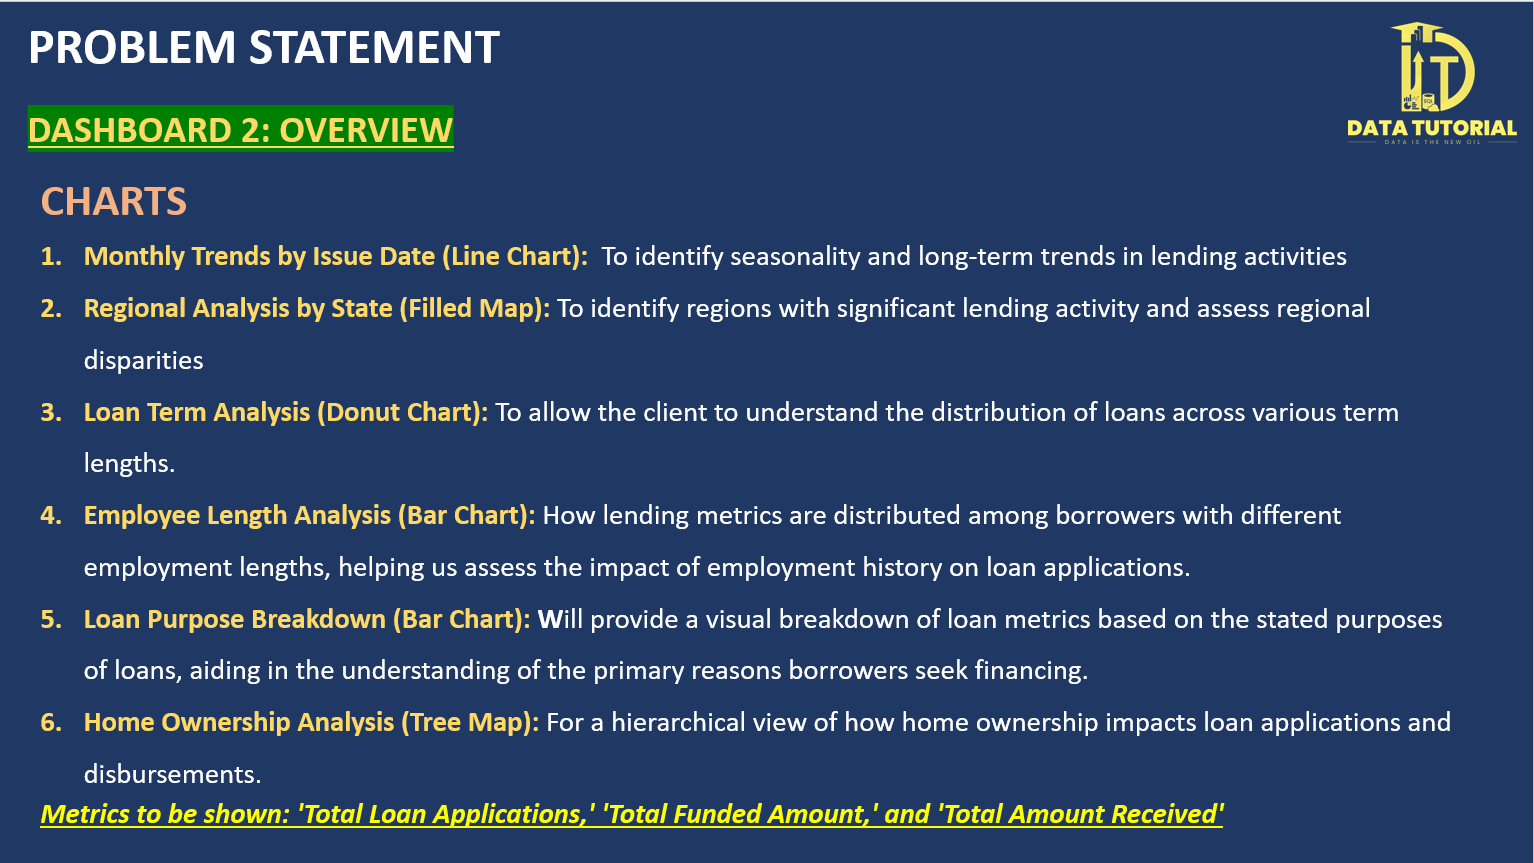 PROBLEM STATEMENT
DASHBOARD 2: OVERVIEW
DATA TUTORIAL
DATA IS THE NEW OIL
CHARTS
1. Monthly Trends by Issue Date (Line Chart): To identify seasonality and long-term trends in lending activities
2. Regional Analysis by State (Filled Map): To identify regions with significant lending activity and assess regional
disparities
3. Loan Term Analysis (Donut Chart): To allow the client to understand the distribution of loans across various term
lengths.
4. Employee Length Analysis (Bar Chart): How lending metrics are distributed among borrowers with different
employment lengths, helping us assess the impact of employment history on loan applications.
5. Loan Purpose Breakdown (Bar Chart): Will provide a visual breakdown of loan metrics based on the stated purposes
of loans, aiding in the understanding of the primary reasons borrowers seek financing.
6. Home Ownership Analysis (Tree Map): For a hierarchical view of how home ownership impacts loan applications and
disbursements.
Metrics to be shown: 'Total Loan Applications,' 'Total Funded Amount,' and 'Total Amount Received'